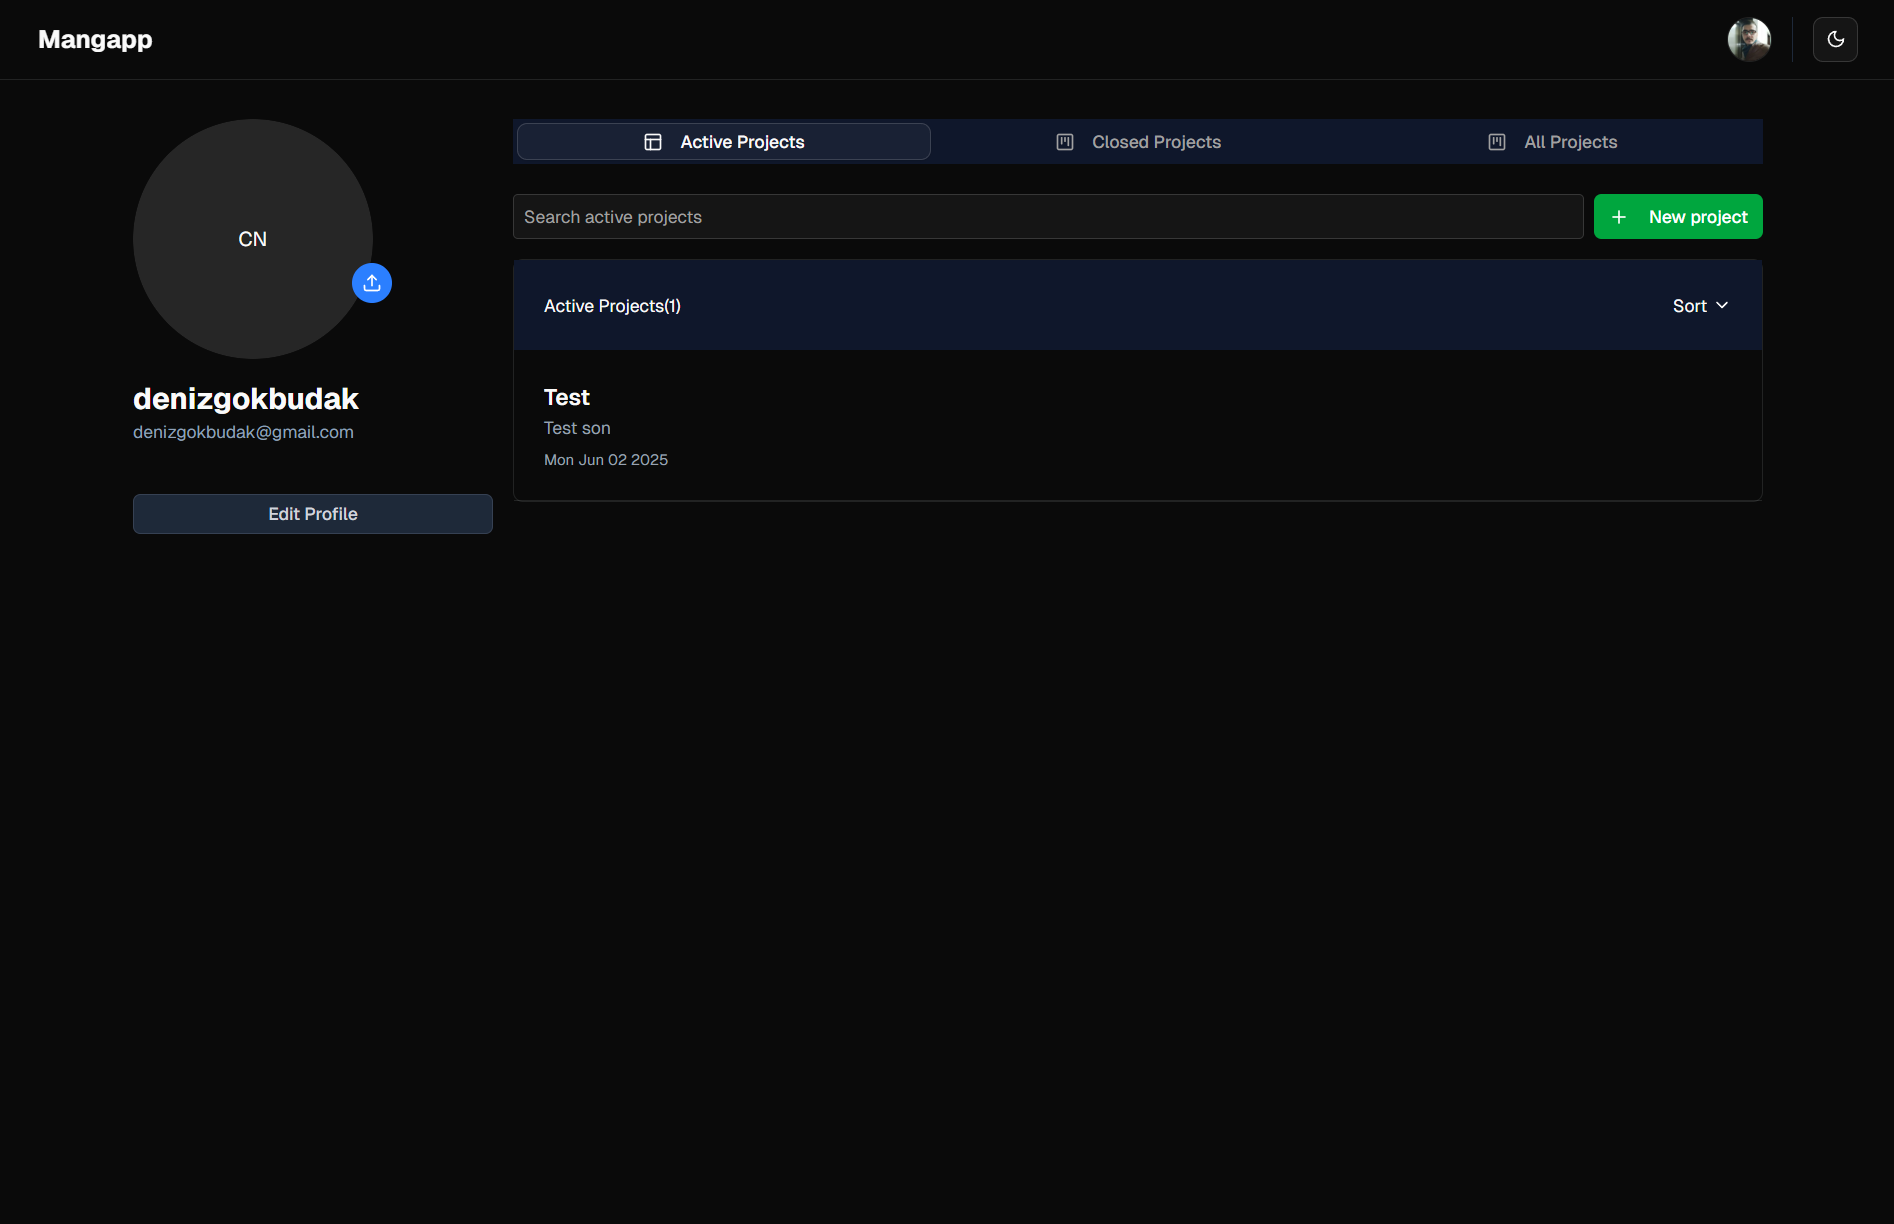 Mangapp
CN
denizgokbudak
denizgokbudak@gmail.com
Edit Profile
Active Projects
Closed Projects
All Projects
Search active projects
New project
Active Projects(1)
Sort
Test
Test son
Mon Jun 02 2025